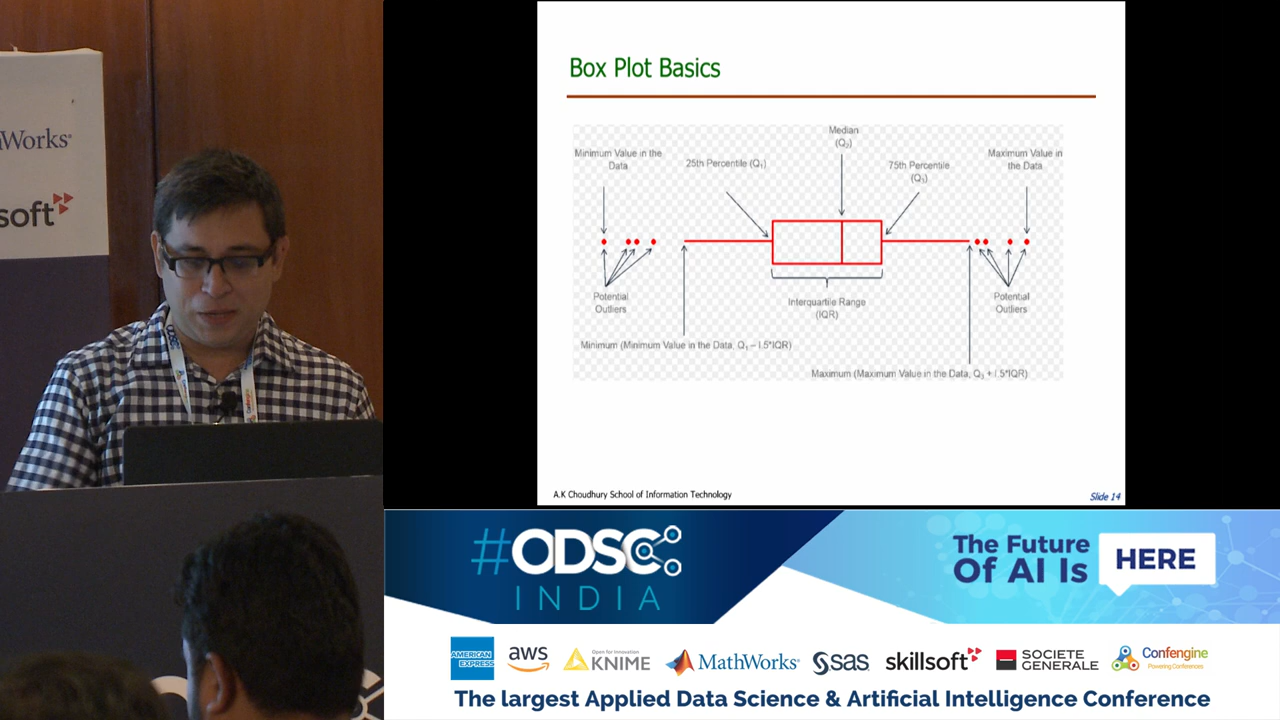 Works
soft
ODSC
Box Plot Basics
Median
(Q2)
Minimum Value in the
Data
25th Percentile (Q1)
75th Percentile
(Q3)
Maximum Value in
the Data
Potential
Outliers
Interquartile Range
(IQR)
Potential
Outliers
Minimum (Minimum Value in the Data, Q1 – 1.5*IQR)
Maximum (Maximum Value in the Data, Q3 + 1.5*IQR)
A.K Choudhury School of Information Technology
Slide 14
#ODSC
INDIA
The Future
Of AI Is
HERE
AMERICAN
EXPRESS
aws
Open for Innovation
KNIME
MathWorks®
sas
skillsoft
SOCIETE
GENERALE
Confengine
Powering Conferences
The largest Applied Data Science & Artificial Intelligence Conference